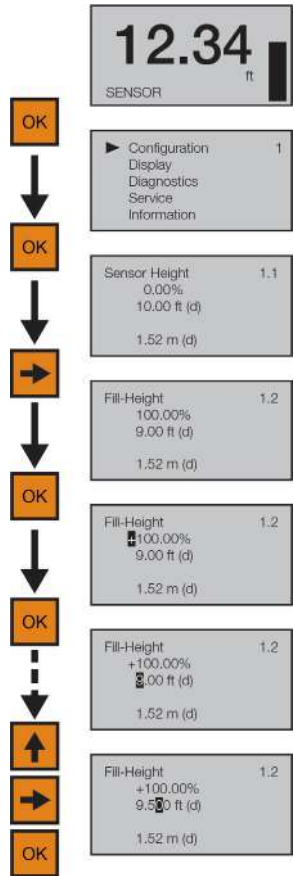 12.34
ft
SENSOR
OK
Configuration 1
Display
Diagnostics
Service
Information
OK
Sensor Height 1.1
0.00%
10.00 ft (d)
1.52 m (d)
Fill-Height 1.2
100.00%
9.00 ft (d)
1.52 m (d)
OK
Fill-Height 1.2
+100.00%
9.00 ft (d)
1.52 m (d)
OK
Fill-Height 1.2
+100.00%
9.00 ft (d)
1.52 m (d)
Fill-Height 1.2
+100.00%
9.500 ft (d)
1.52 m (d)
OK